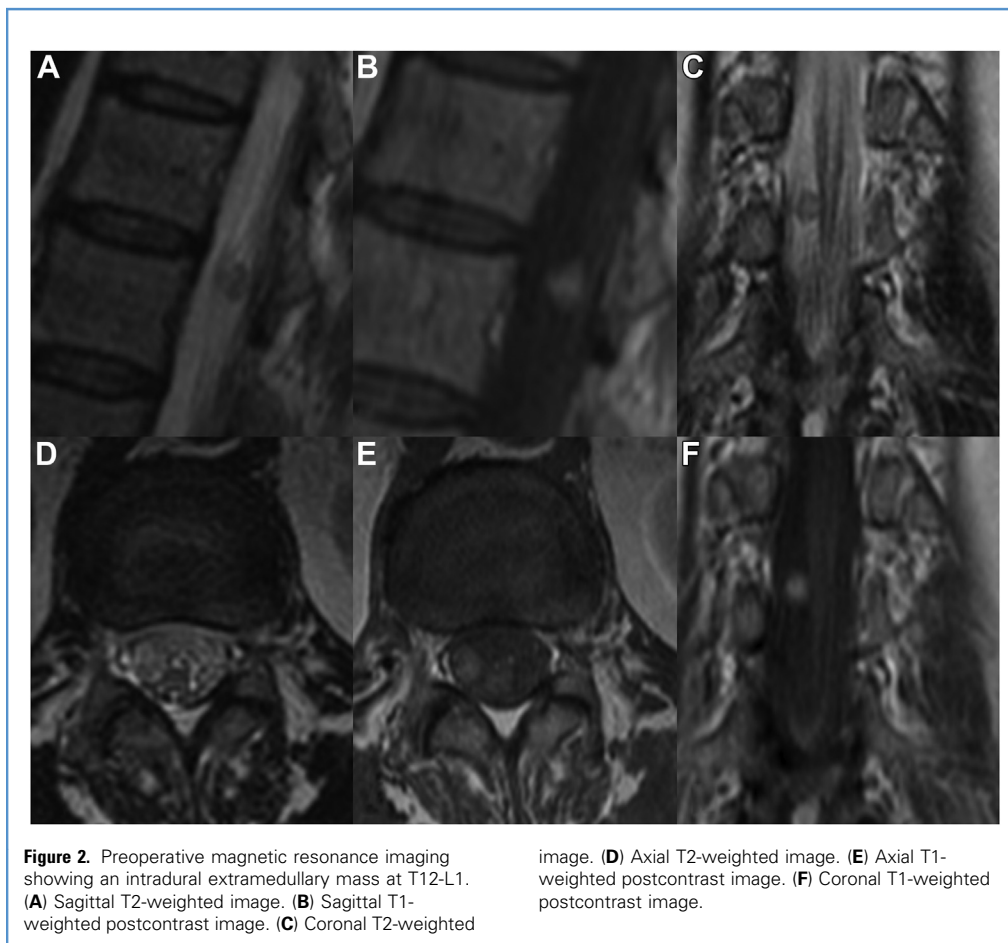 A
B
C
D
E
F
Figure 2. Preoperative magnetic resonance imaging
showing an intradural extramedullary mass at T12-L1.
(A) Sagittal T2-weighted image. (B) Sagittal T1-
weighted postcontrast image. (C) Coronal T2-weighted
image. (D) Axial T2-weighted image. (E) Axial T1-
weighted postcontrast image. (F) Coronal T1-weighted
postcontrast image.